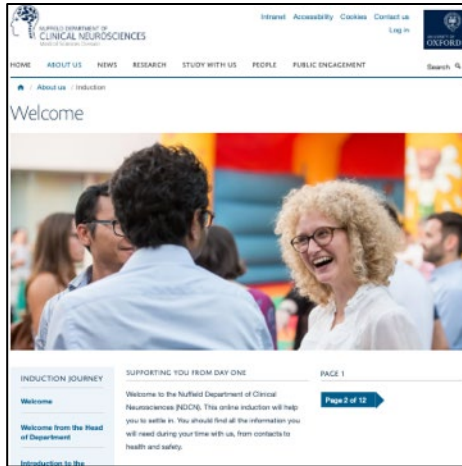 Intranet Accessibility Cookies Contact us
Log in
NUFFIELD DEPARTMENT OF
CLINICAL NEUROSCIENCES
Medical Sciences Division
UNIVERSITY OF
OXFORD
HOME ABOUT US NEWS RESEARCH STUDY WITH US PEOPLE PUBLIC ENGAGEMENT Search
/ About us / Induction
Welcome
INDUCTION JOURNEY
Welcome
Welcome from the Head
of Department
Introduction to the
SUPPORTING YOU FROM DAY ONE
Welcome to the Nuffield Department of Clinical
Neurosciences (NDCN). This online induction will help
you to settle in. You should find all the information you
will need during your time with us, from contacts to
health and safety.
PAGE 1
Page 2 of 12